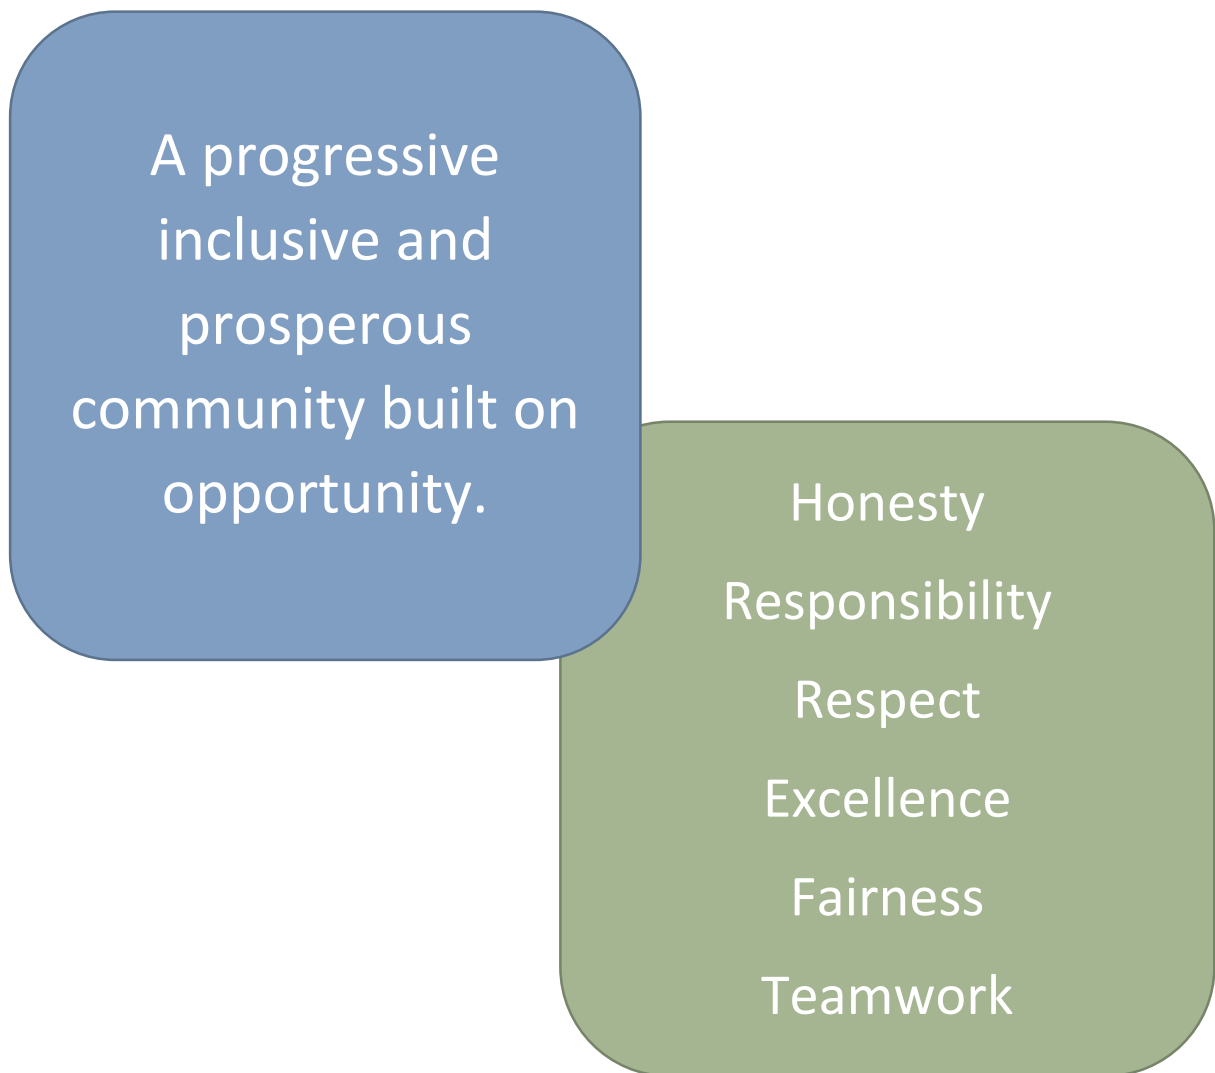 A progressive
inclusive and
prosperous
community built on
opportunity.
Honesty
Responsibility
Respect
Excellence
Fairness
Teamwork